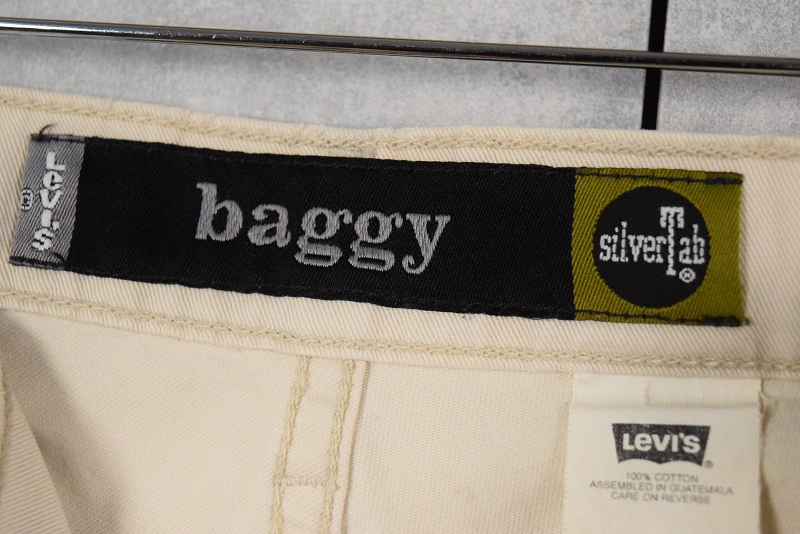 LEVI'S ®
baggy
silverTab ®
LEVI'S ®
100% COTTON
ASSEMBLED IN GUATEMALA
CARE ON REVERSE